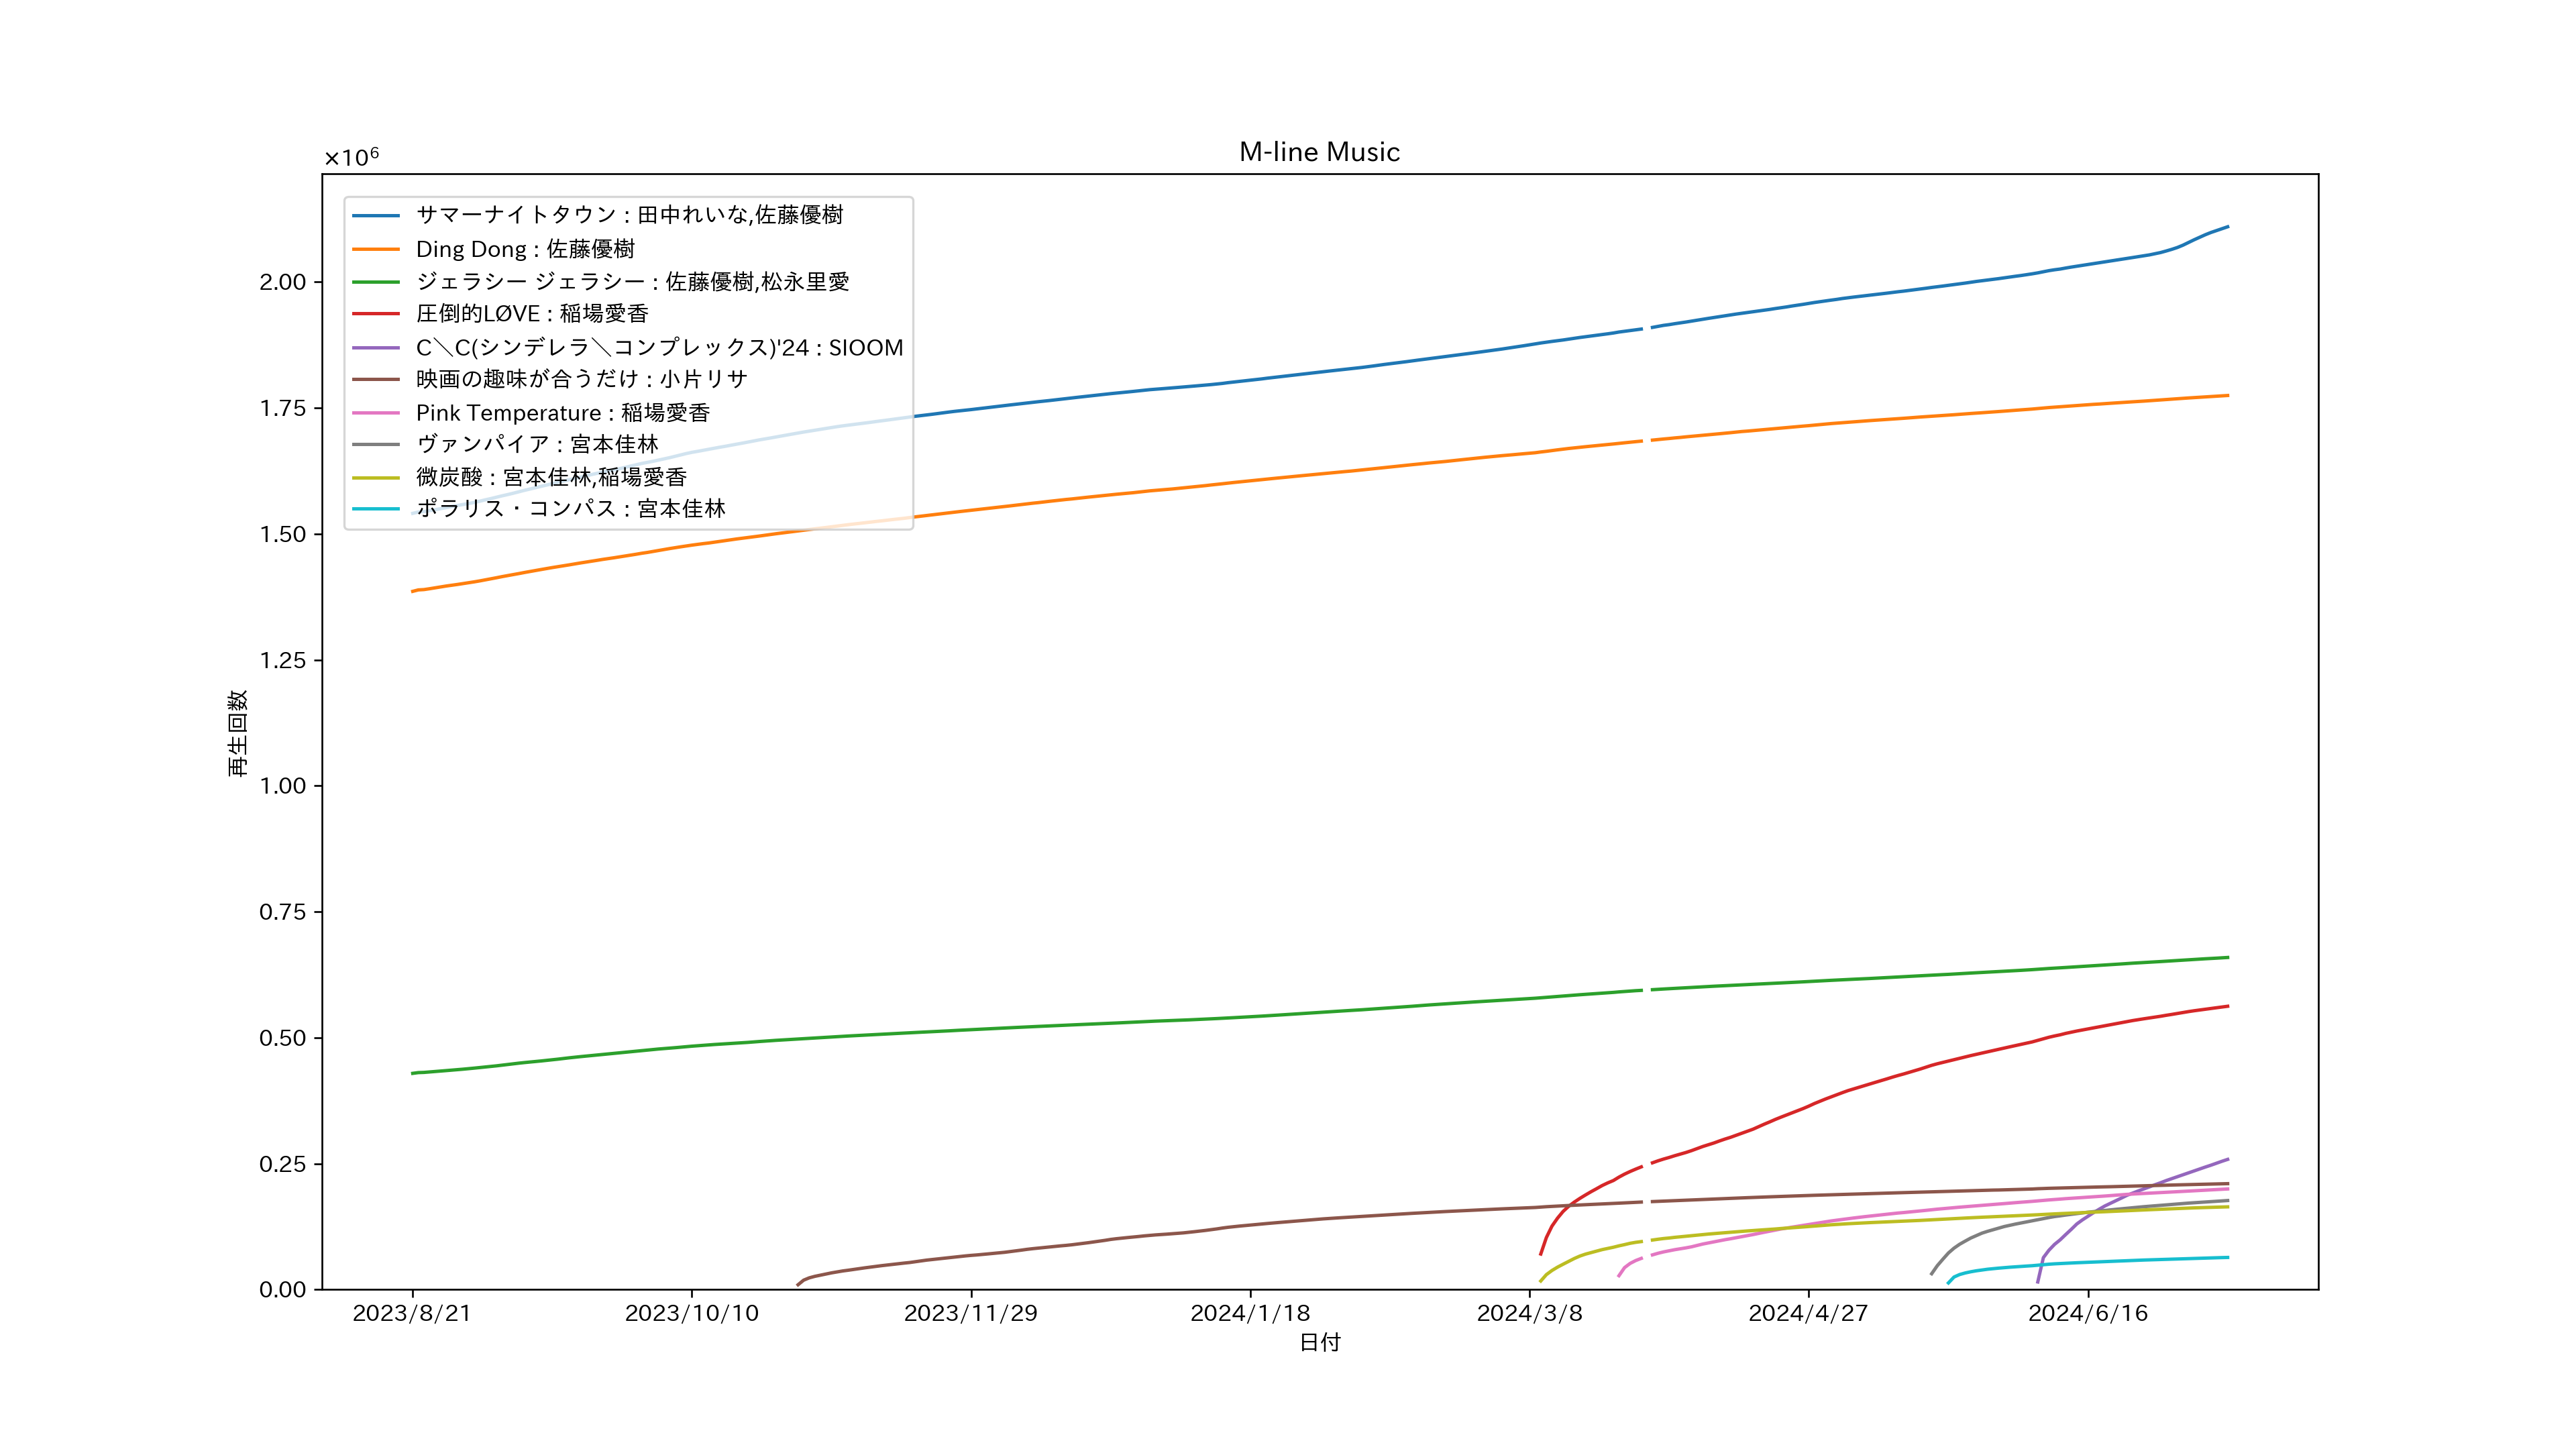 M-line Music
×10⁶
サマーナイトタウン : 田中れいな,佐藤優樹
Ding Dong : 佐藤優樹
ジェラシー ジェラシー : 佐藤優樹,松永里愛
圧倒的LØVE : 稲場愛香
C＼C(シンデレラ＼コンプレックス)'24 : SIOOM
映画の趣味が合うだけ : 小片リサ
Pink Temperature : 稲場愛香
ヴァンパイア : 宮本佳林
微炭酸 : 宮本佳林,稲場愛香
ポラリス・コンパス : 宮本佳林
2.00
1.75
1.50
1.25
1.00
0.75
0.50
0.25
0.00
再生回数
2023/8/21
2023/10/10
2023/11/29
2024/1/18
2024/3/8
2024/4/27
2024/6/16
日付